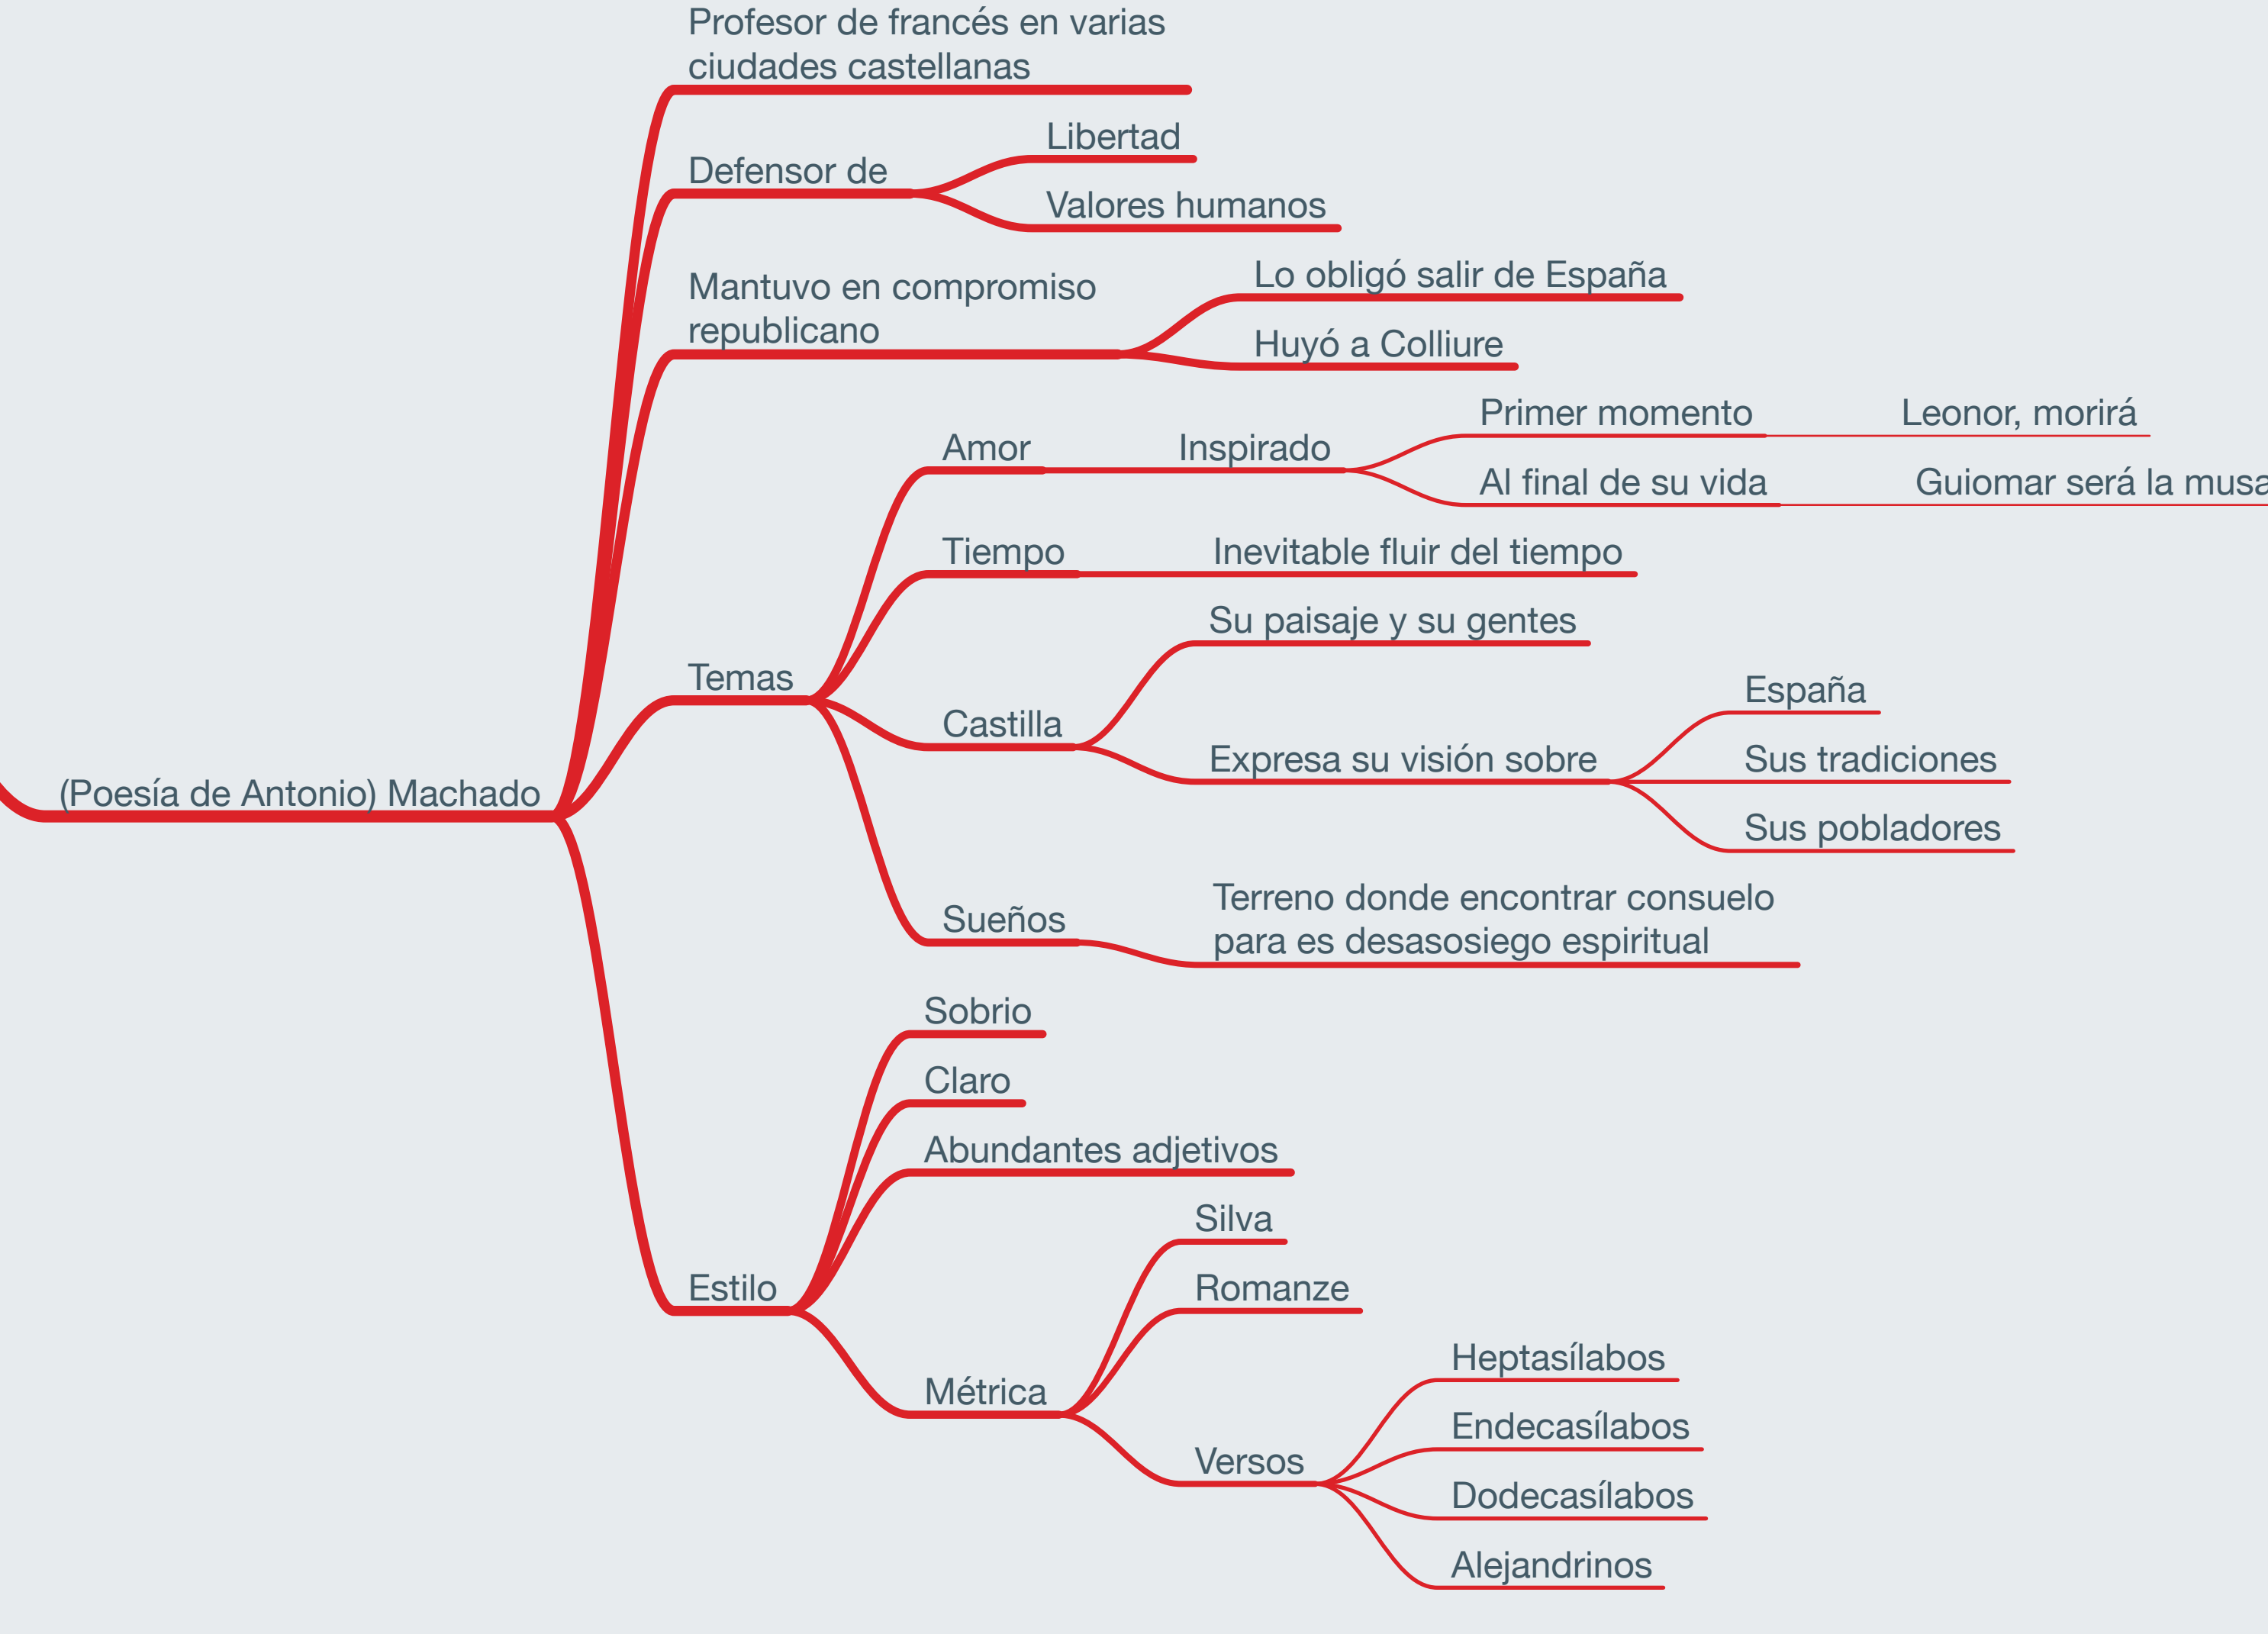 Profesor de francés en varias
ciudades castellanas
Defensor de
Libertad
Valores humanos
Mantuvo en compromiso
republicano
Lo obligó salir de España
Huyó a Colliure
Temas
Amor
Inspirado
Primer momento
Leonor, morirá
Al final de su vida
Guiomar será la musa
Tiempo
Inevitable fluir del tiempo
Castilla
Su paisaje y su gentes
Expresa su visión sobre
España
Sus tradiciones
Sus pobladores
Sueños
Terreno donde encontrar consuelo
para es desasosiego espiritual
(Poesía de Antonio) Machado
Estilo
Sobrio
Claro
Abundantes adjetivos
Métrica
Silva
Romanze
Versos
Heptasílabos
Endecasílabos
Dodecasílabos
Alejandrinos